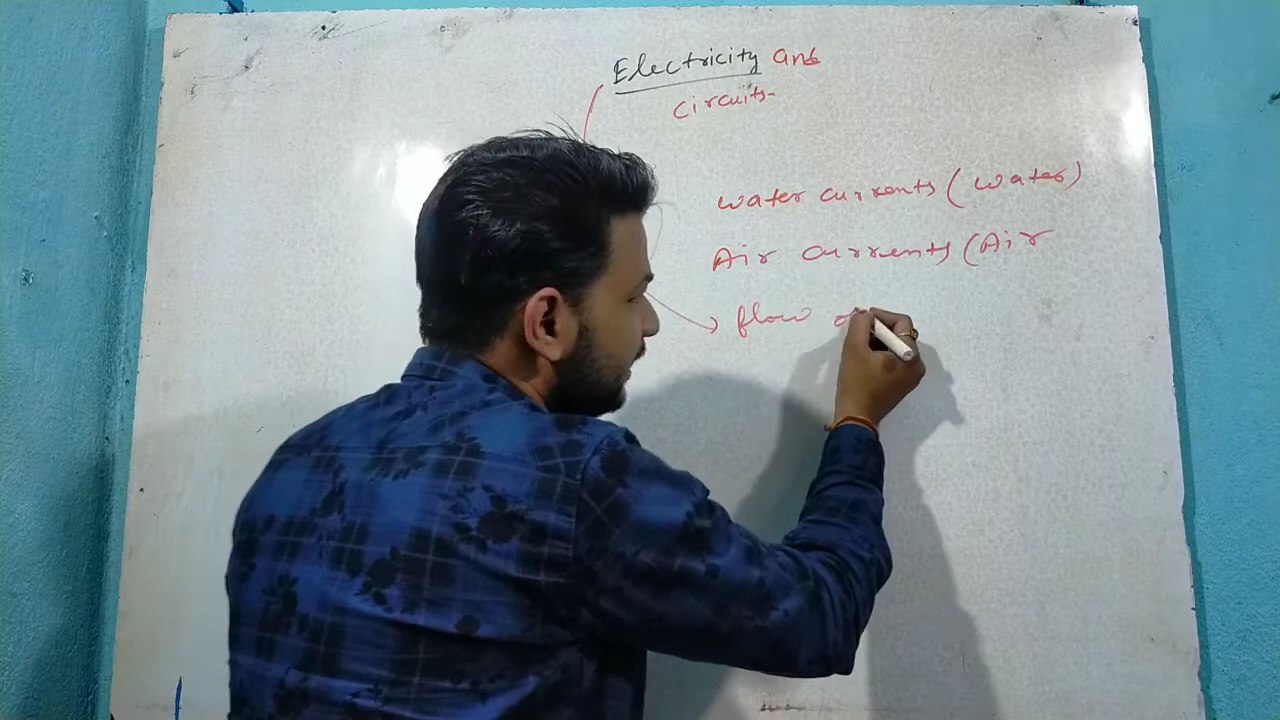 Electricity and
Circuits
Water currents (Water)
Air currents (Air
flow